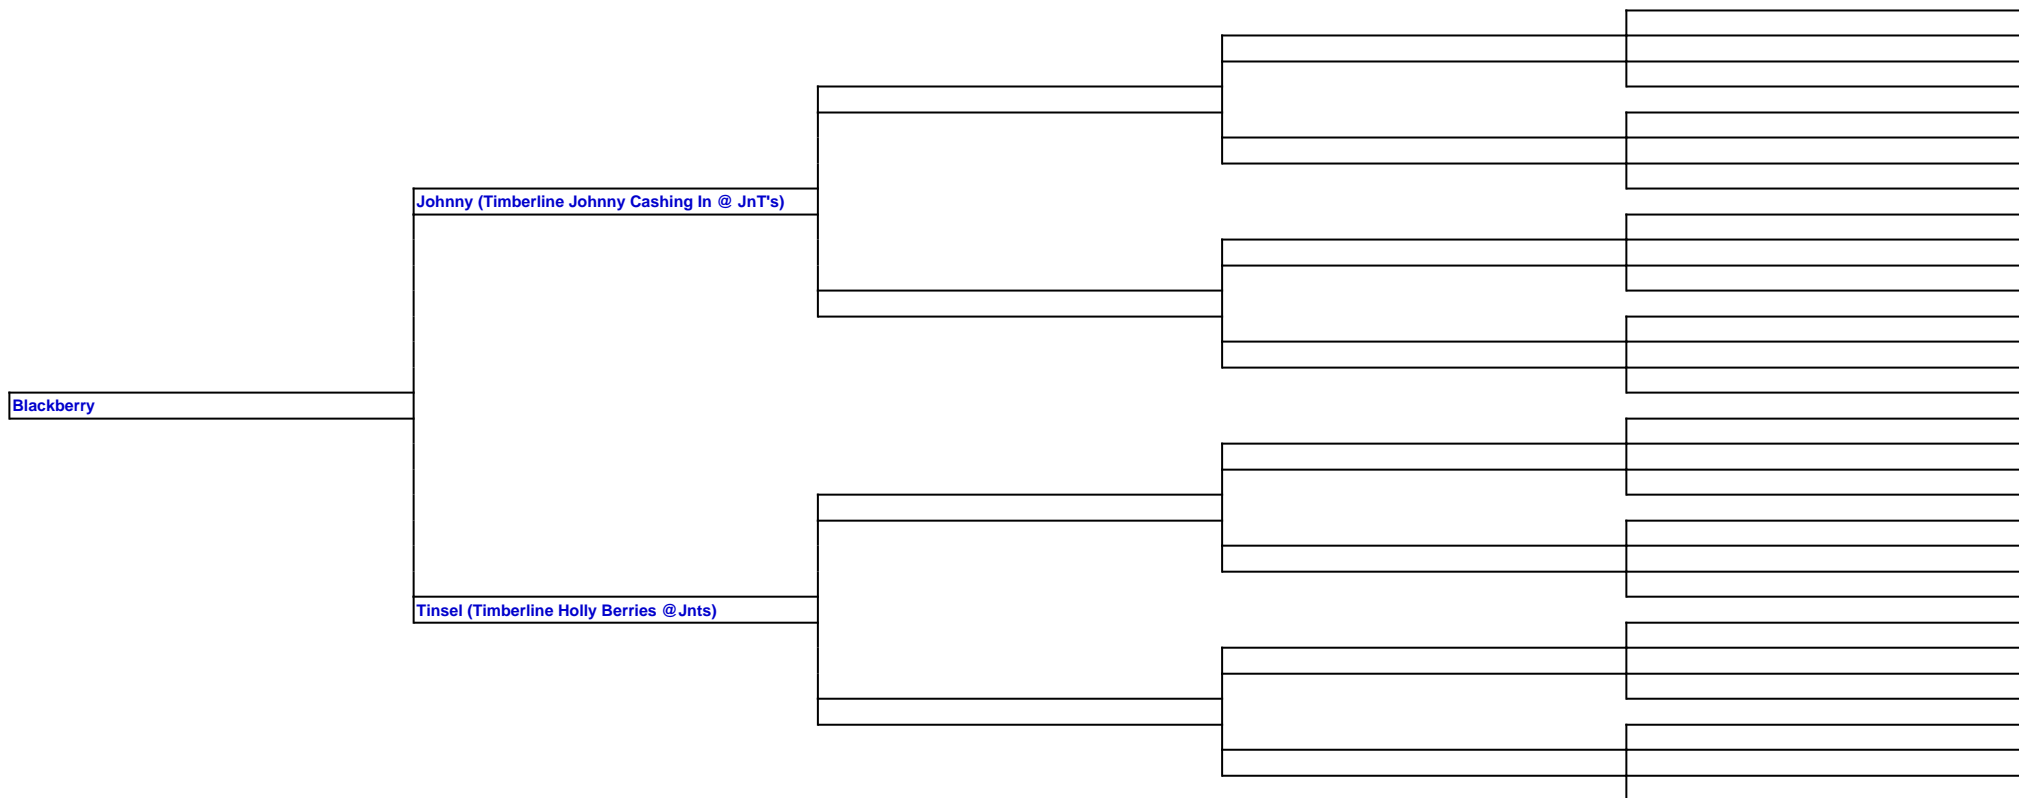 Johnny (Timberline Johnny Cashing In @ JnT's)
Blackberry
Tinsel (Timberline Holly Berries @Jnts)